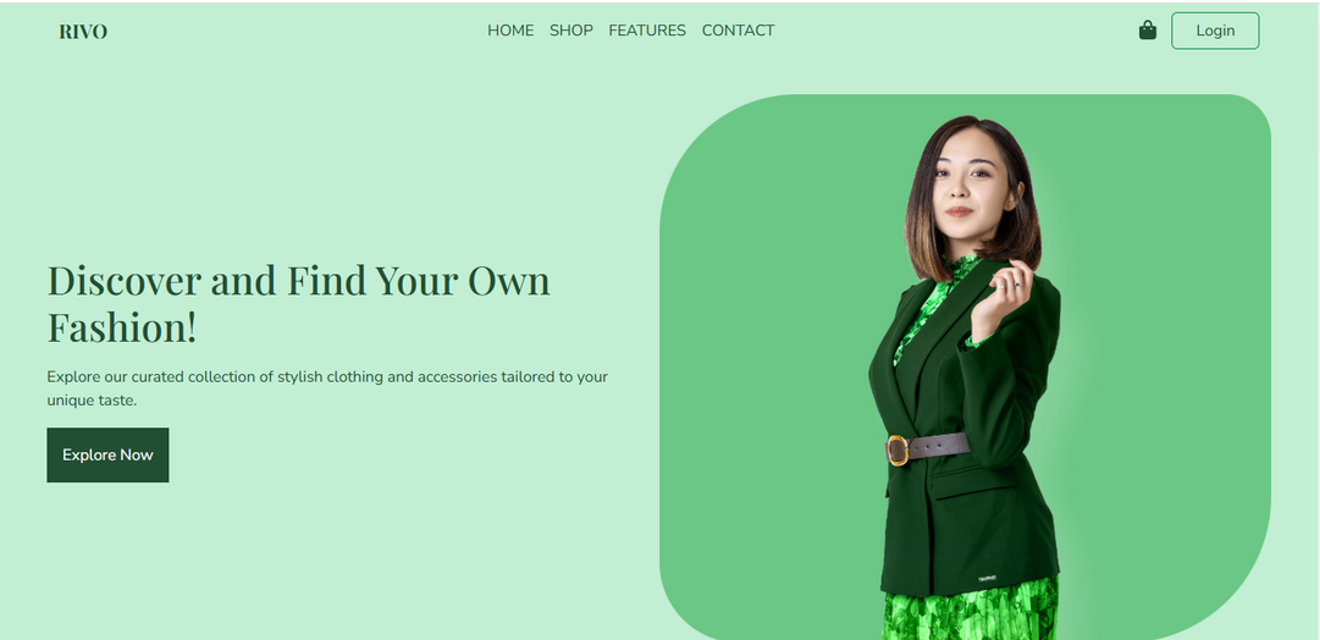 RIVO
HOME SHOP FEATURES CONTACT
Login
Discover and Find Your Own
Fashion!
Explore our curated collection of stylish clothing and accessories tailored to your
unique taste.
Explore Now